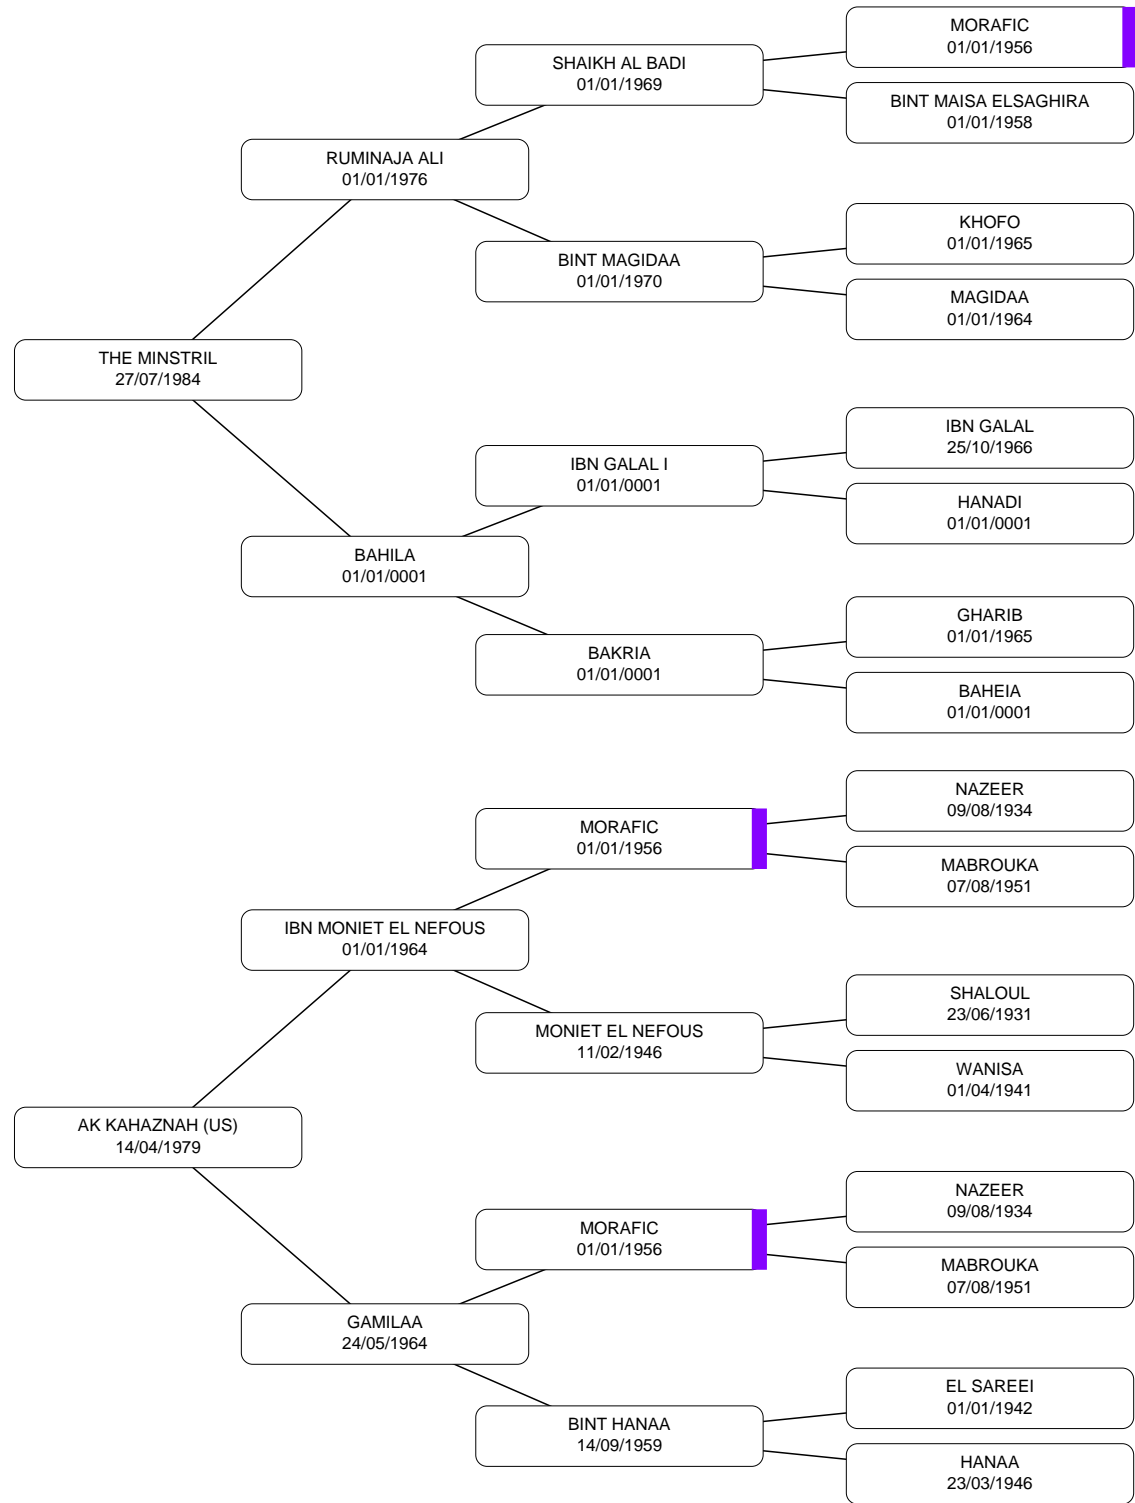 MORAFIC
01/01/1956
SHAIKH AL BADI
01/01/1969
BINT MAISA ELSAGHIRA
01/01/1958
RUMINAJA ALI
01/01/1976
KHOFO
01/01/1965
BINT MAGIDAA
01/01/1970
MAGIDAA
01/01/1964
THE MINSTRIL
27/07/1984
IBN GALAL
25/10/1966
IBN GALAL I
01/01/0001
HANADI
01/01/0001
BAHILA
01/01/0001
GHARIB
01/01/1965
BAKRIA
01/01/0001
BAHEIA
01/01/0001
NAZEER
09/08/1934
MORAFIC
01/01/1956
MABROUKA
07/08/1951
IBN MONIET EL NEFOUS
01/01/1964
SHALOUL
23/06/1931
MONIET EL NEFOUS
11/02/1946
WANISA
01/04/1941
AK KAHAZNAH (US)
14/04/1979
NAZEER
09/08/1934
MORAFIC
01/01/1956
MABROUKA
07/08/1951
GAMILAA
24/05/1964
EL SAREEI
01/01/1942
BINT HANAA
14/09/1959
HANAA
23/03/1946